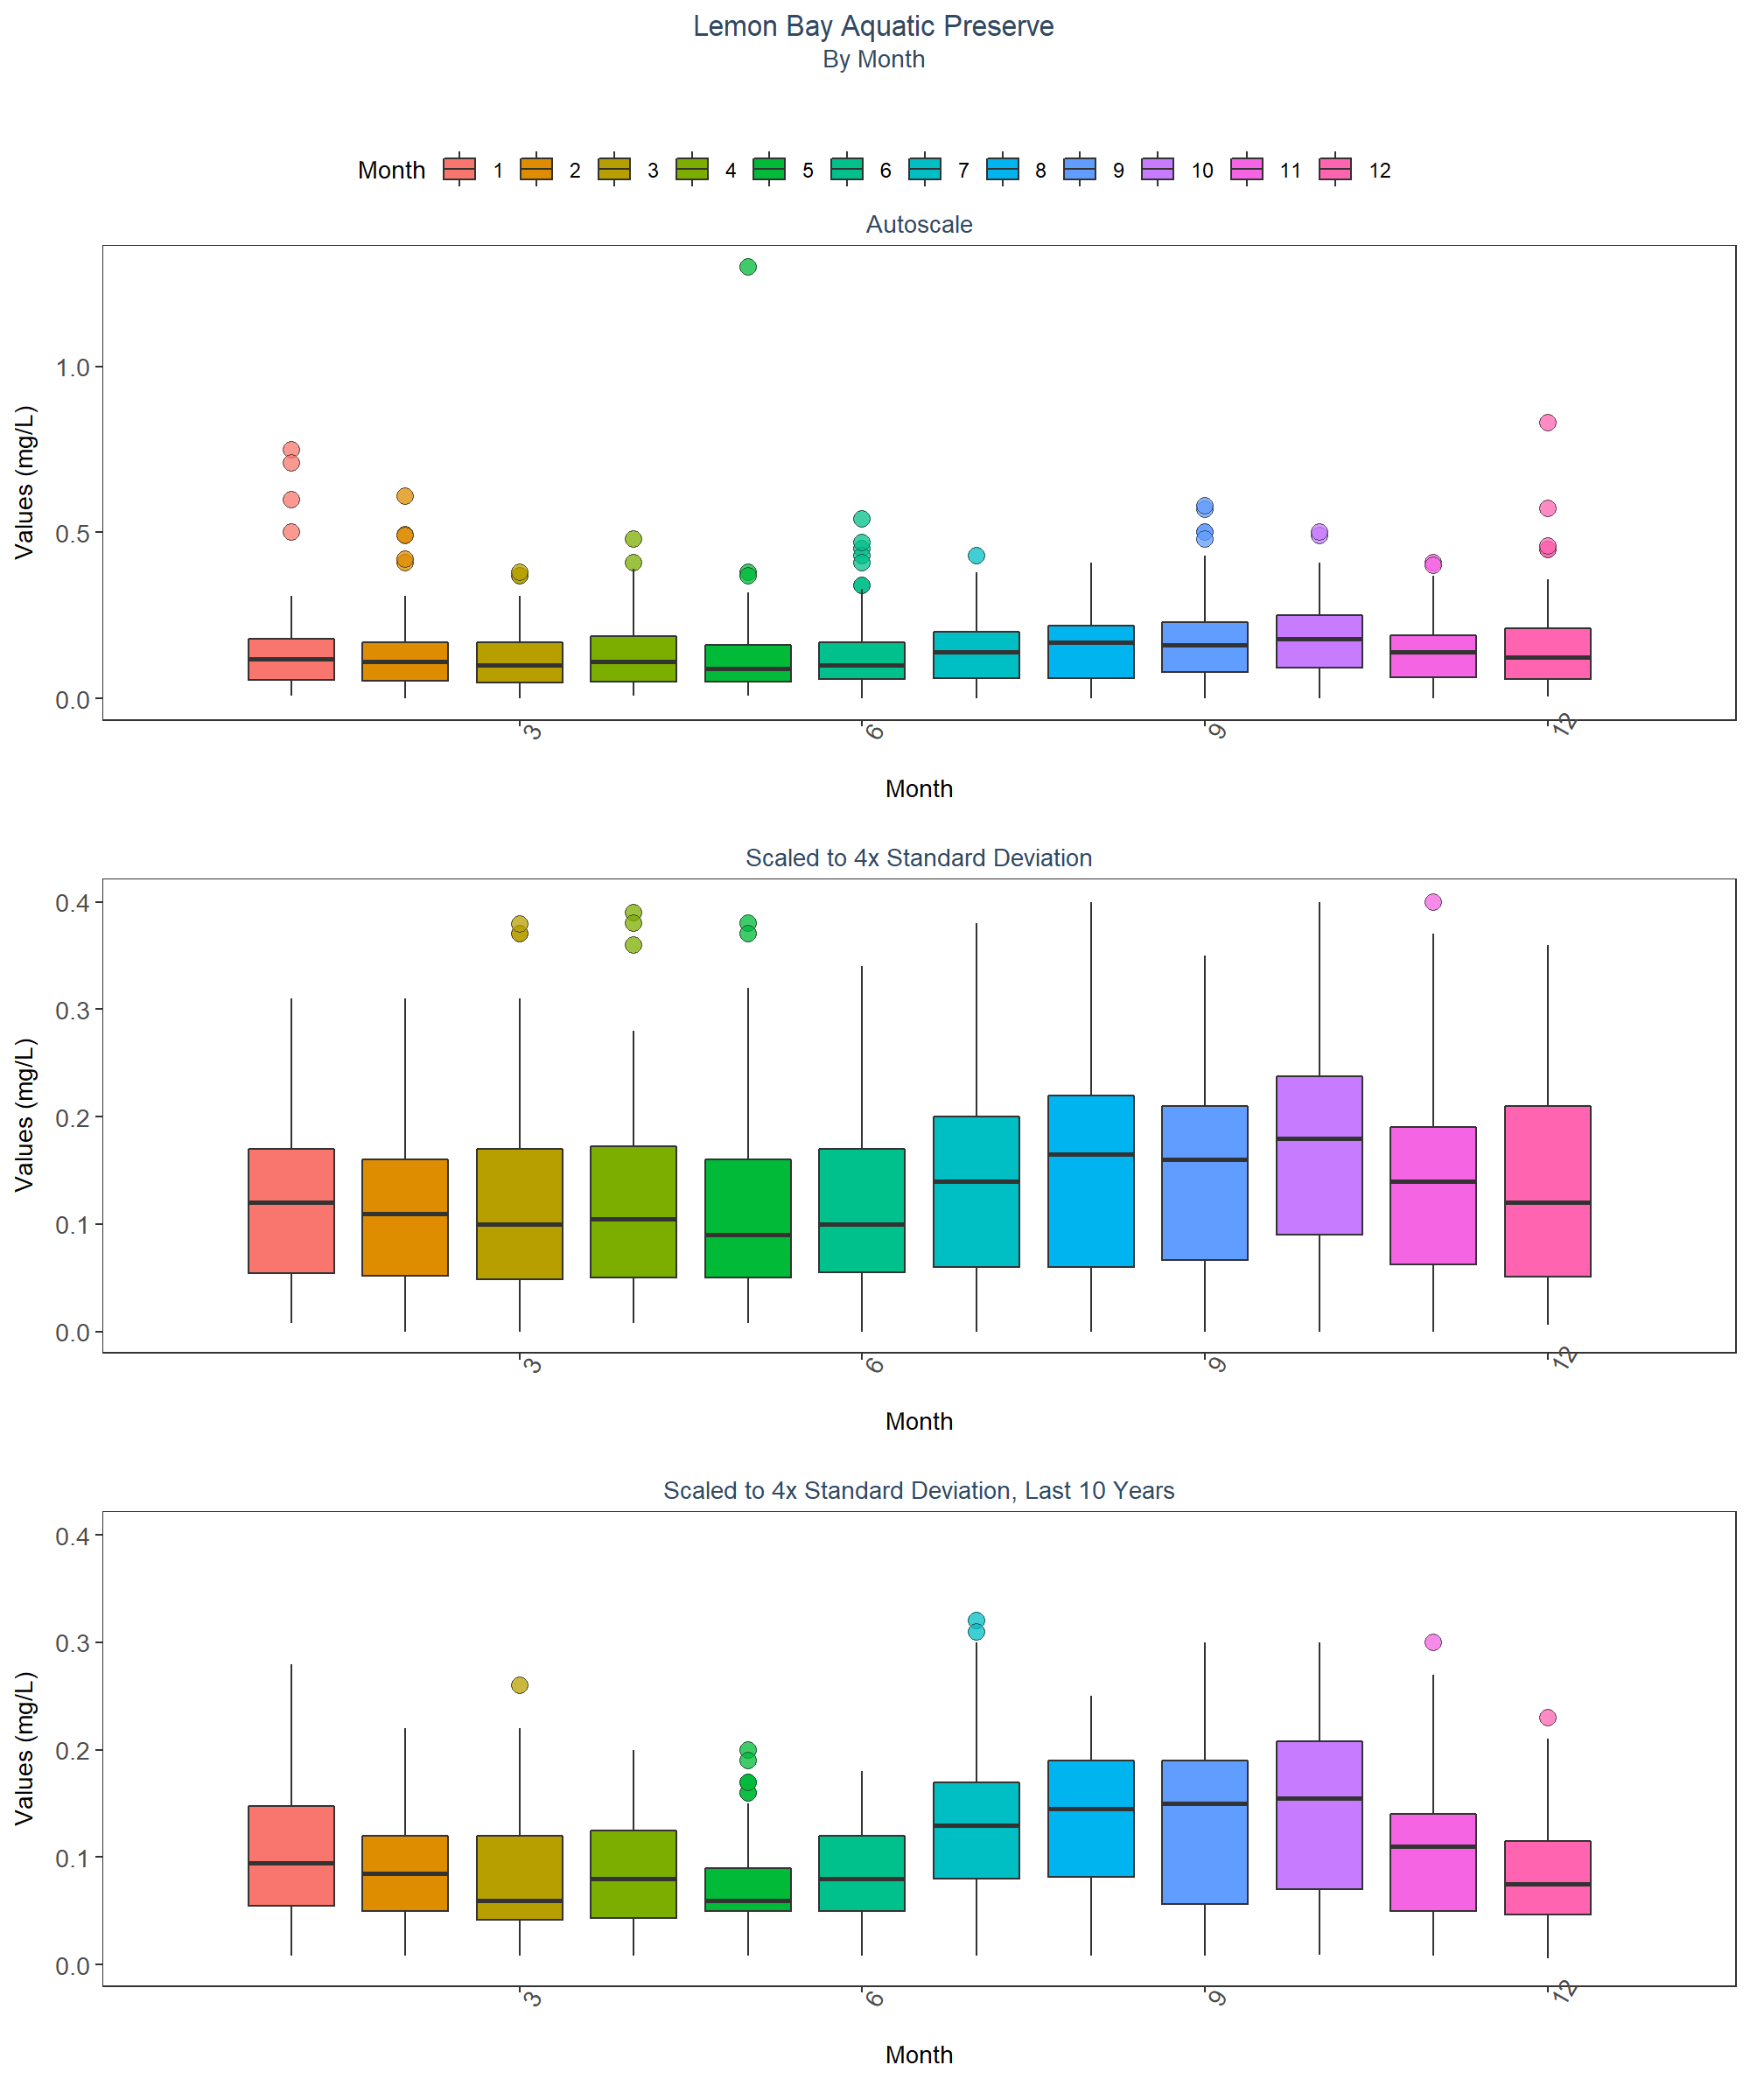 Lemon Bay Aquatic Preserve
By Month
Month 1 2 3 4 5 6 7 8 9 10 11 12
Autoscale
Values (mg/L)
1.0
0.5
0.0
3 6 9 12
Month
Scaled to 4x Standard Deviation
Values (mg/L)
0.4
0.3
0.2
0.1
0.0
3 6 9 12
Month
Scaled to 4x Standard Deviation, Last 10 Years
Values (mg/L)
0.4
0.3
0.2
0.1
0.0
3 6 9 12
Month